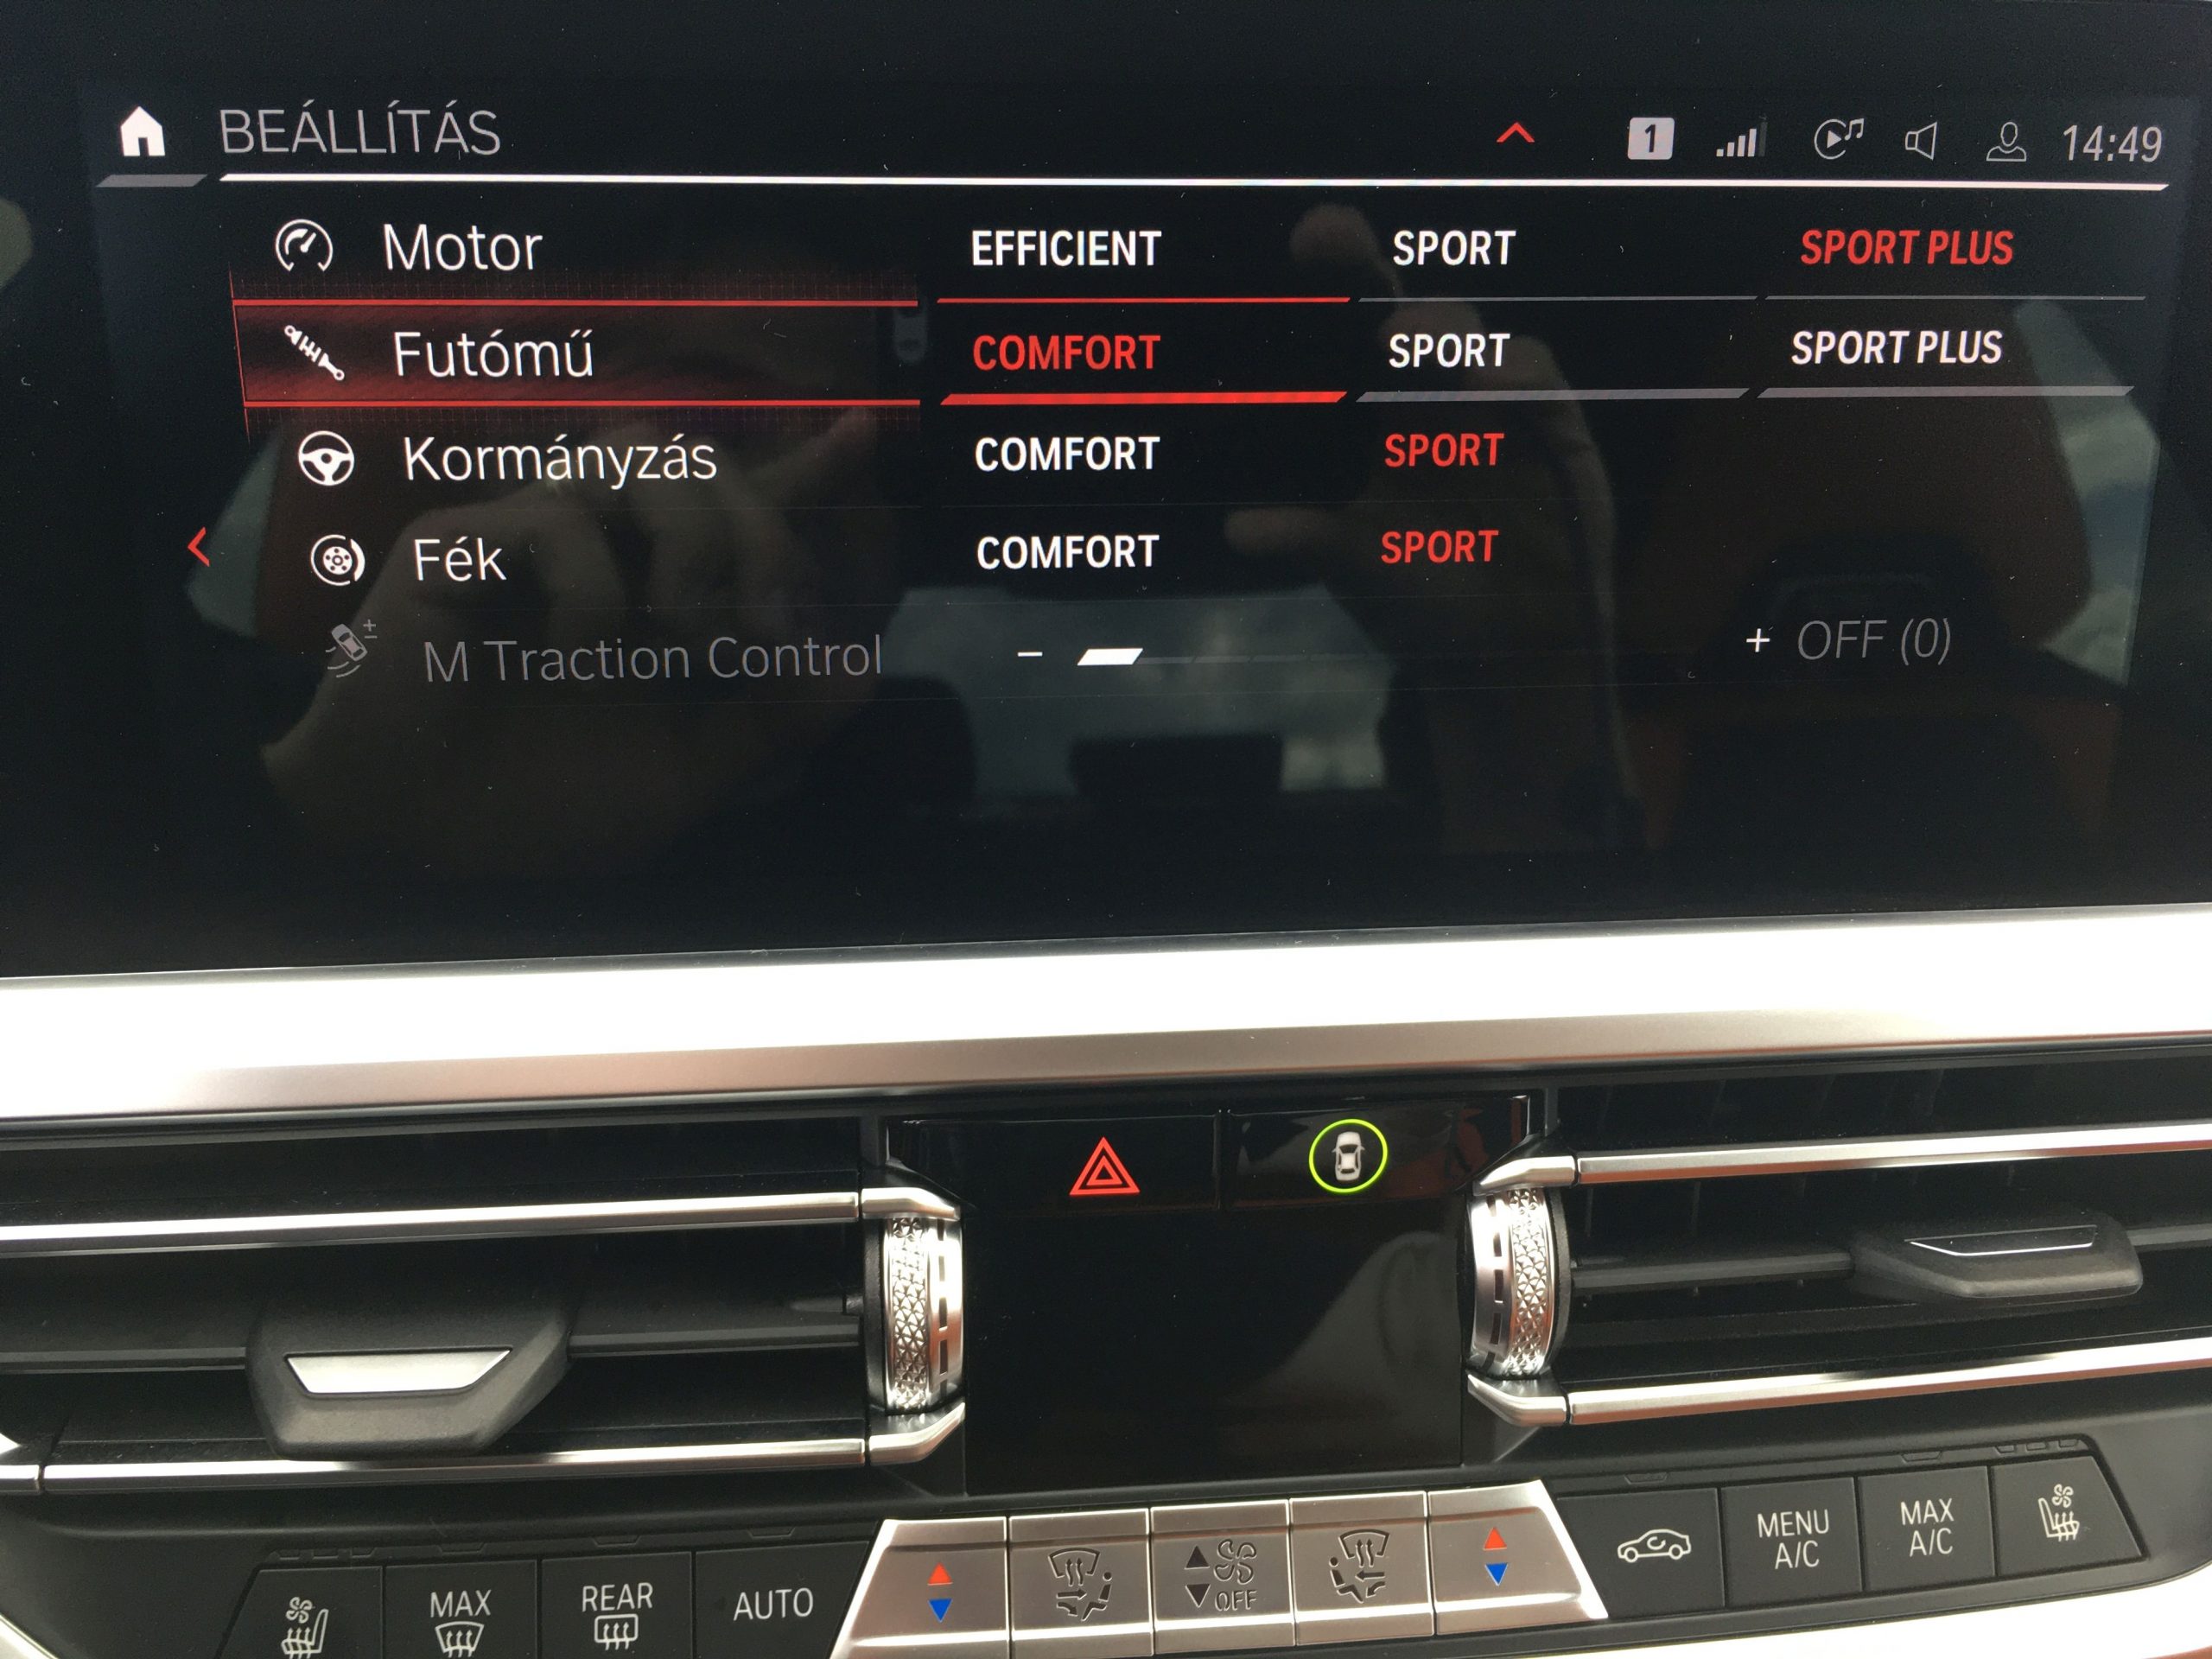 BEÁLLÍTÁS 1 14:49
Motor EFFICIENT SPORT SPORT PLUS
Futómű COMFORT SPORT SPORT PLUS
Kormányzás COMFORT SPORT
Fék COMFORT SPORT
M Traction Control − + OFF (0)
MAX
REAR
AUTO
OFF
MENU
A/C
MAX
A/C